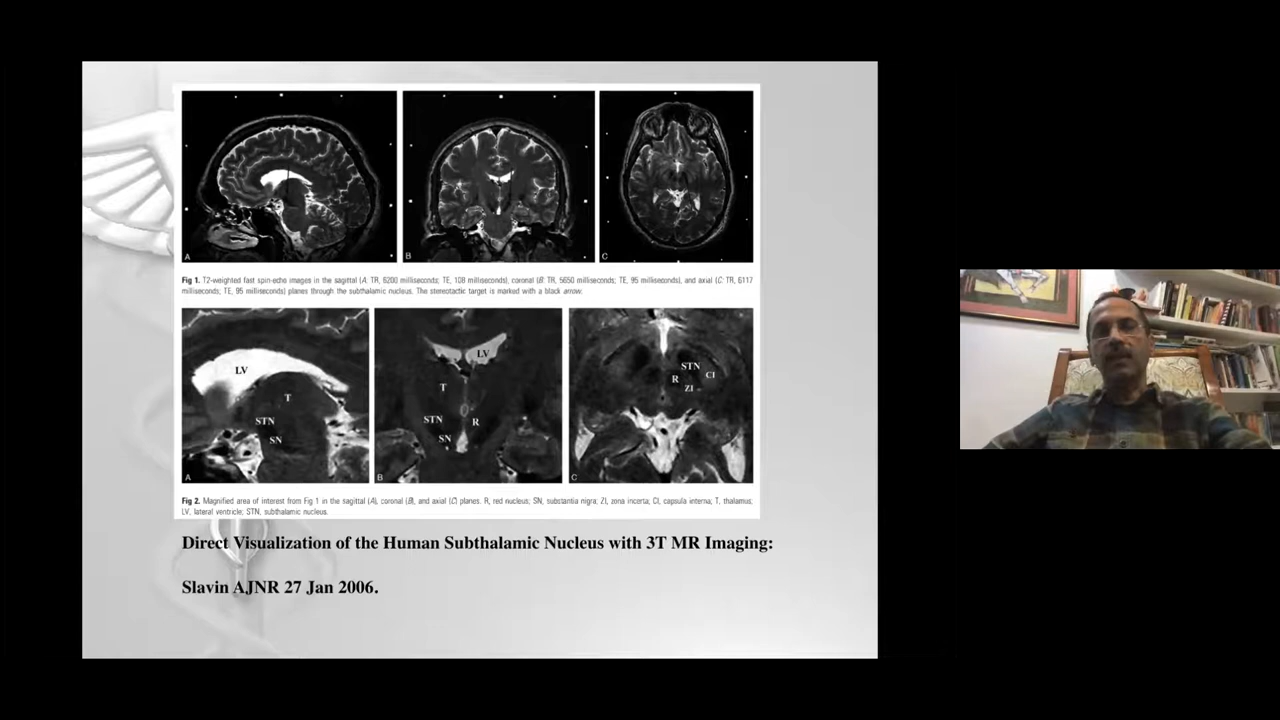 A
B
C
Fig 1. T2-weighted fast spin-echo images in the sagittal (A: TR, 6200 milliseconds; TE, 108 milliseconds), coronal (B: TR, 5650 milliseconds; TE, 95 milliseconds), and axial (C: TR, 6117
milliseconds; TE, 95 milliseconds) planes through the subthalamic nucleus. The stereotactic target is marked with a black arrow.
LV
T
STN
SN
A
LV
T
STN
R
SN
B
STN
CI
R
ZI
C
Fig 2. Magnified area of interest from Fig 1 in the sagittal (A), coronal (B), and axial (C) planes. R, red nucleus; SN, substantia nigra; ZI, zona incerta; CI, capsula interna; T, thalamus;
LV, lateral ventricle; STN, subthalamic nucleus.
Direct Visualization of the Human Subthalamic Nucleus with 3T MR Imaging:
Slavin AJNR 27 Jan 2006.